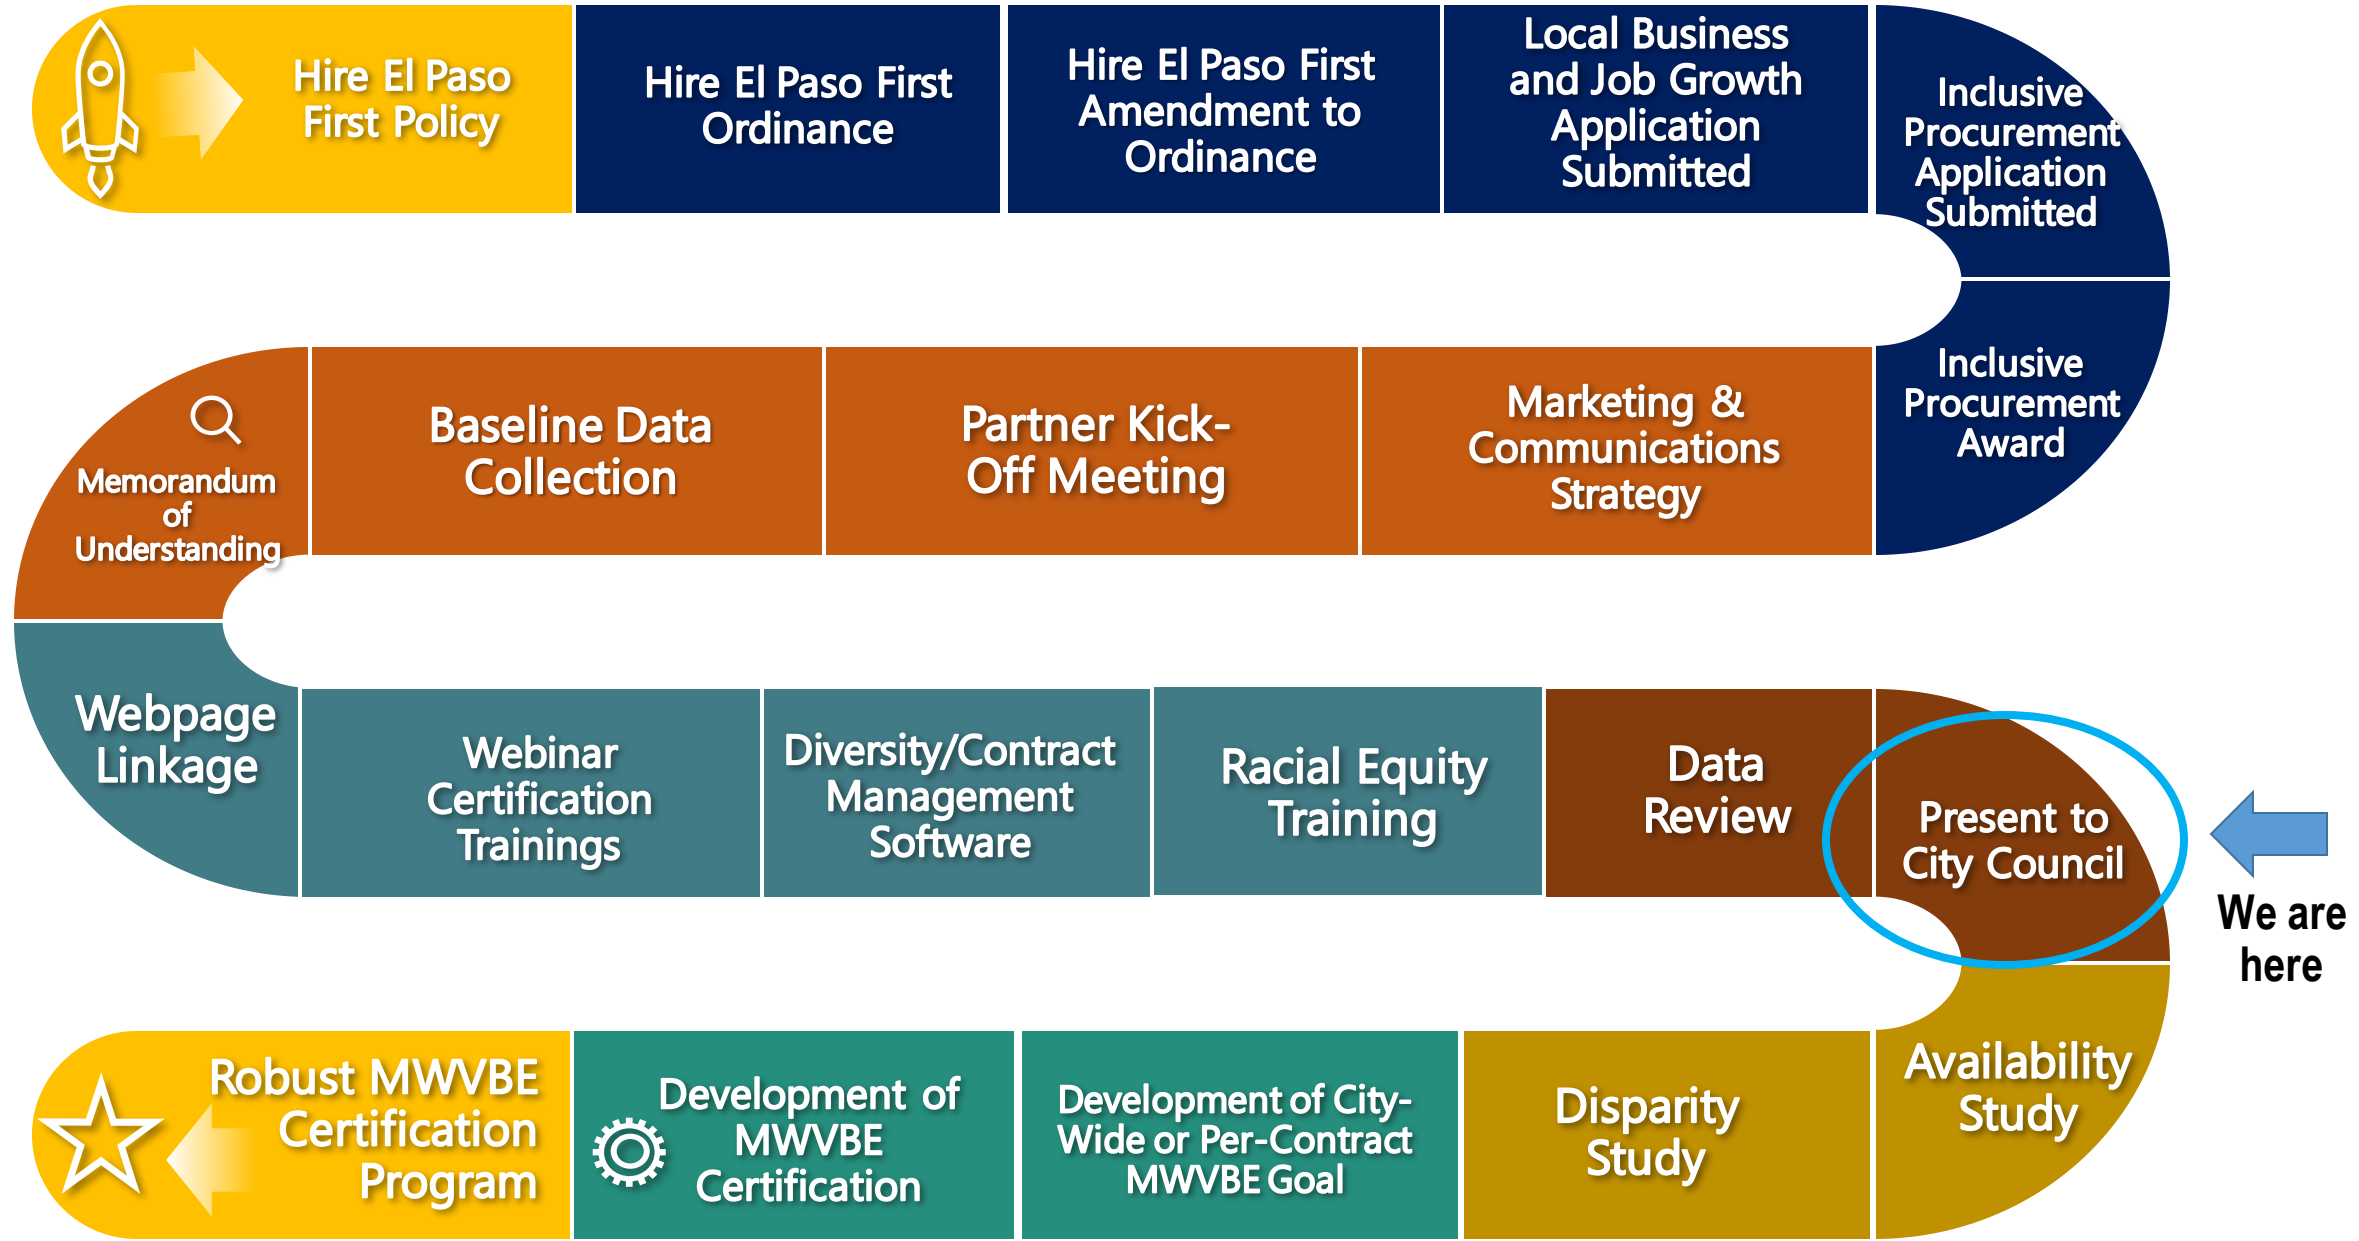 Hire El Paso
First Policy
Hire El Paso First
Ordinance
Hire El Paso First
Amendment to
Ordinance
Local Business
and Job Growth
Application
Submitted
Inclusive
Procurement
Application
Submitted
Inclusive
Procurement
Award
Marketing &
Communications
Strategy
Partner Kick-
Off Meeting
Baseline Data
Collection
Memorandum
of
Understanding
Webpage
Linkage
Webinar
Certification
Trainings
Diversity/Contract
Management
Software
Racial Equity
Training
Data
Review
Present to
City Council
We are
here
Availability
Study
Disparity
Study
Development of City-
Wide or Per-Contract
MWVBE Goal
Development of
MWVBE
Certification
Robust MWVBE
Certification
Program